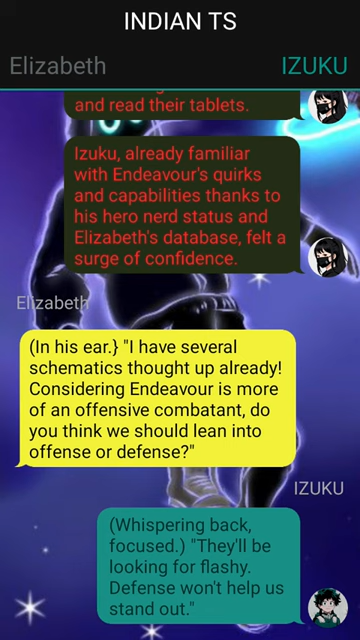 INDIAN TS
Elizabeth
IZUKU
and read their tablets.
Izuku, already familiar
with Endeavour's quirks
and capabilities thanks to
his hero nerd status and
Elizabeth's database, felt a
surge of confidence.
Elizabeth
(In his ear.} "I have several
schematics thought up already!
Considering Endeavour is more
of an offensive combatant, do
you think we should lean into
offense or defense?"
IZUKU
(Whispering back,
focused.) "They'll be
looking for flashy.
Defense won't help us
stand out."